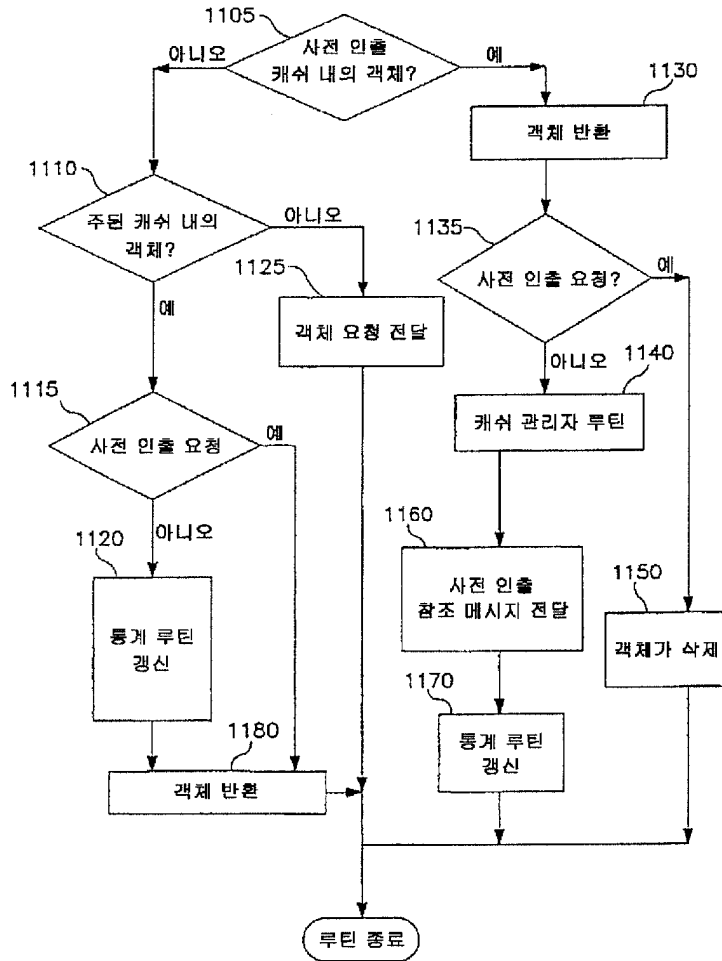 1105
사전 인출
캐쉬 내의 객체?
아니오
예
1130
객체 반환
1110
주된 캐쉬 내의
객체?
아니오
예
1125
객체 요청 전달
1135
사전 인출 요청?
예
아니오
1140
캐쉬 관리자 루틴
1115
사전 인출 요청
예
아니오
1120
통계 루틴
갱신
1160
사전 인출
참조 메시지 전달
1150
객체가 삭제
1170
통계 루틴
갱신
1180
객체 반환
루틴 종료